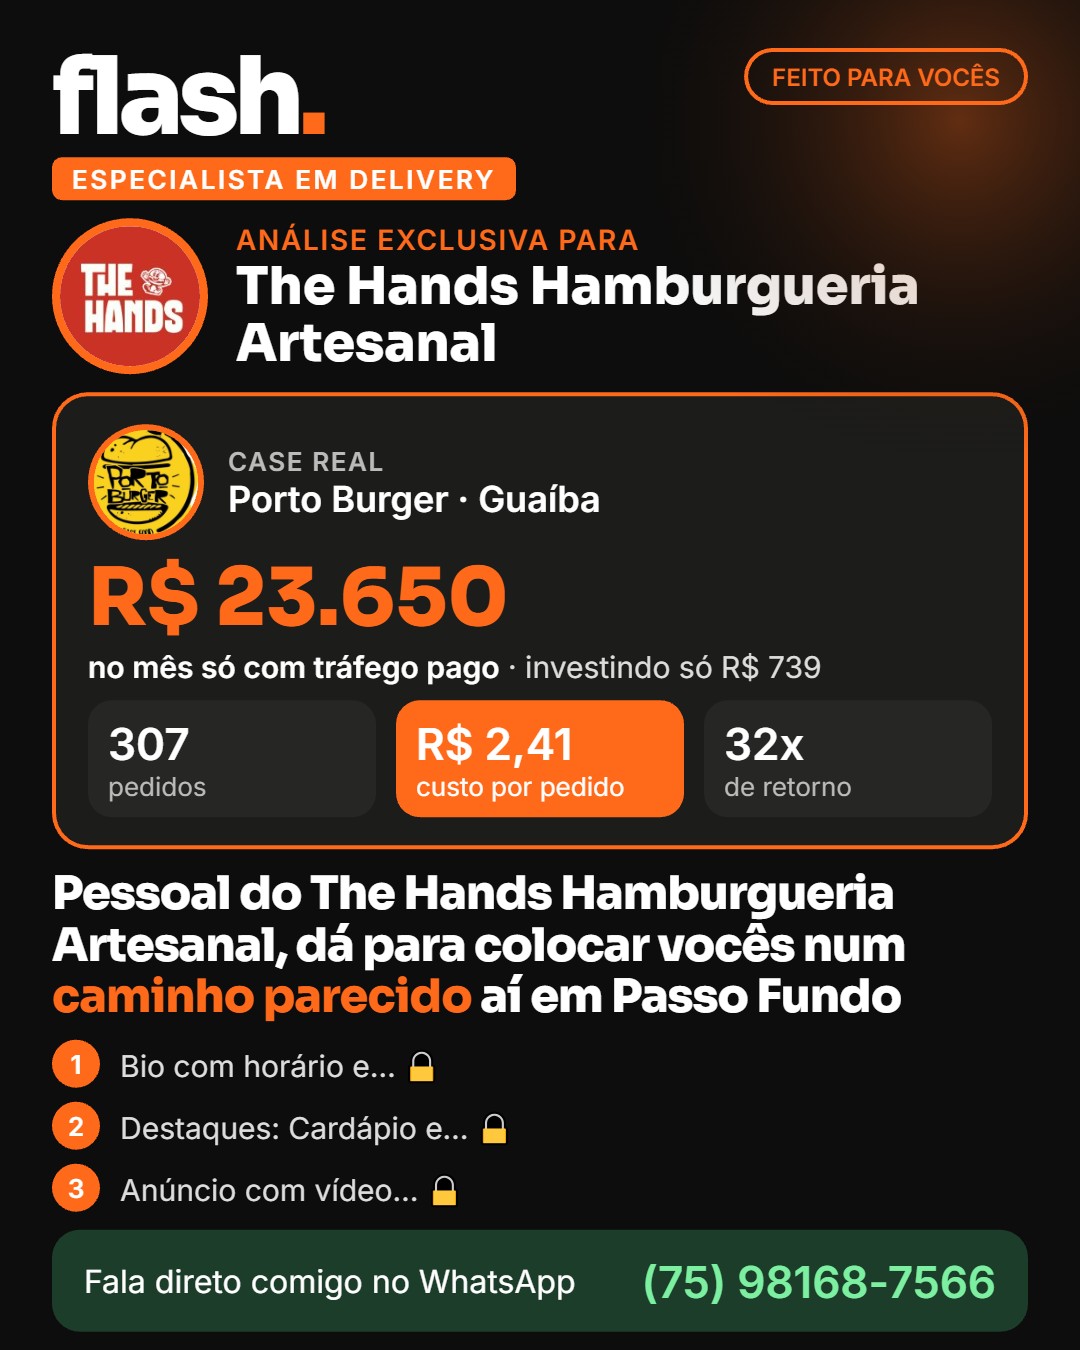 flash.
FEITO PARA VOCÊS
ESPECIALISTA EM DELIVERY
THE
HANDS
ANÁLISE EXCLUSIVA PARA
The Hands Hamburgueria
Artesanal
PORTO
BURGER
CASE REAL
Porto Burger · Guaíba
R$ 23.650
no mês só com tráfego pago · investindo só R$ 739
307
pedidos
R$ 2,41
custo por pedido
32x
de retorno
Pessoal do The Hands Hamburgueria
Artesanal, dá para colocar vocês num
caminho parecido aí em Passo Fundo
1 Bio com horário e... 🔒
2 Destaques: Cardápio e... 🔒
3 Anúncio com vídeo... 🔒
Fala direto comigo no WhatsApp (75) 98168-7566